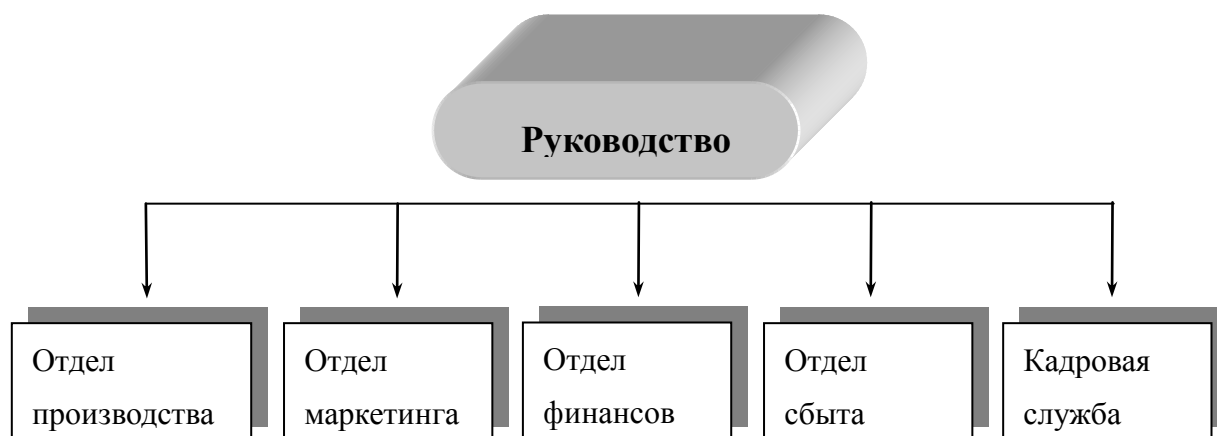 Руководство
Отдел
производства
Отдел
маркетинга
Отдел
финансов
Отдел
сбыта
Кадровая
служба